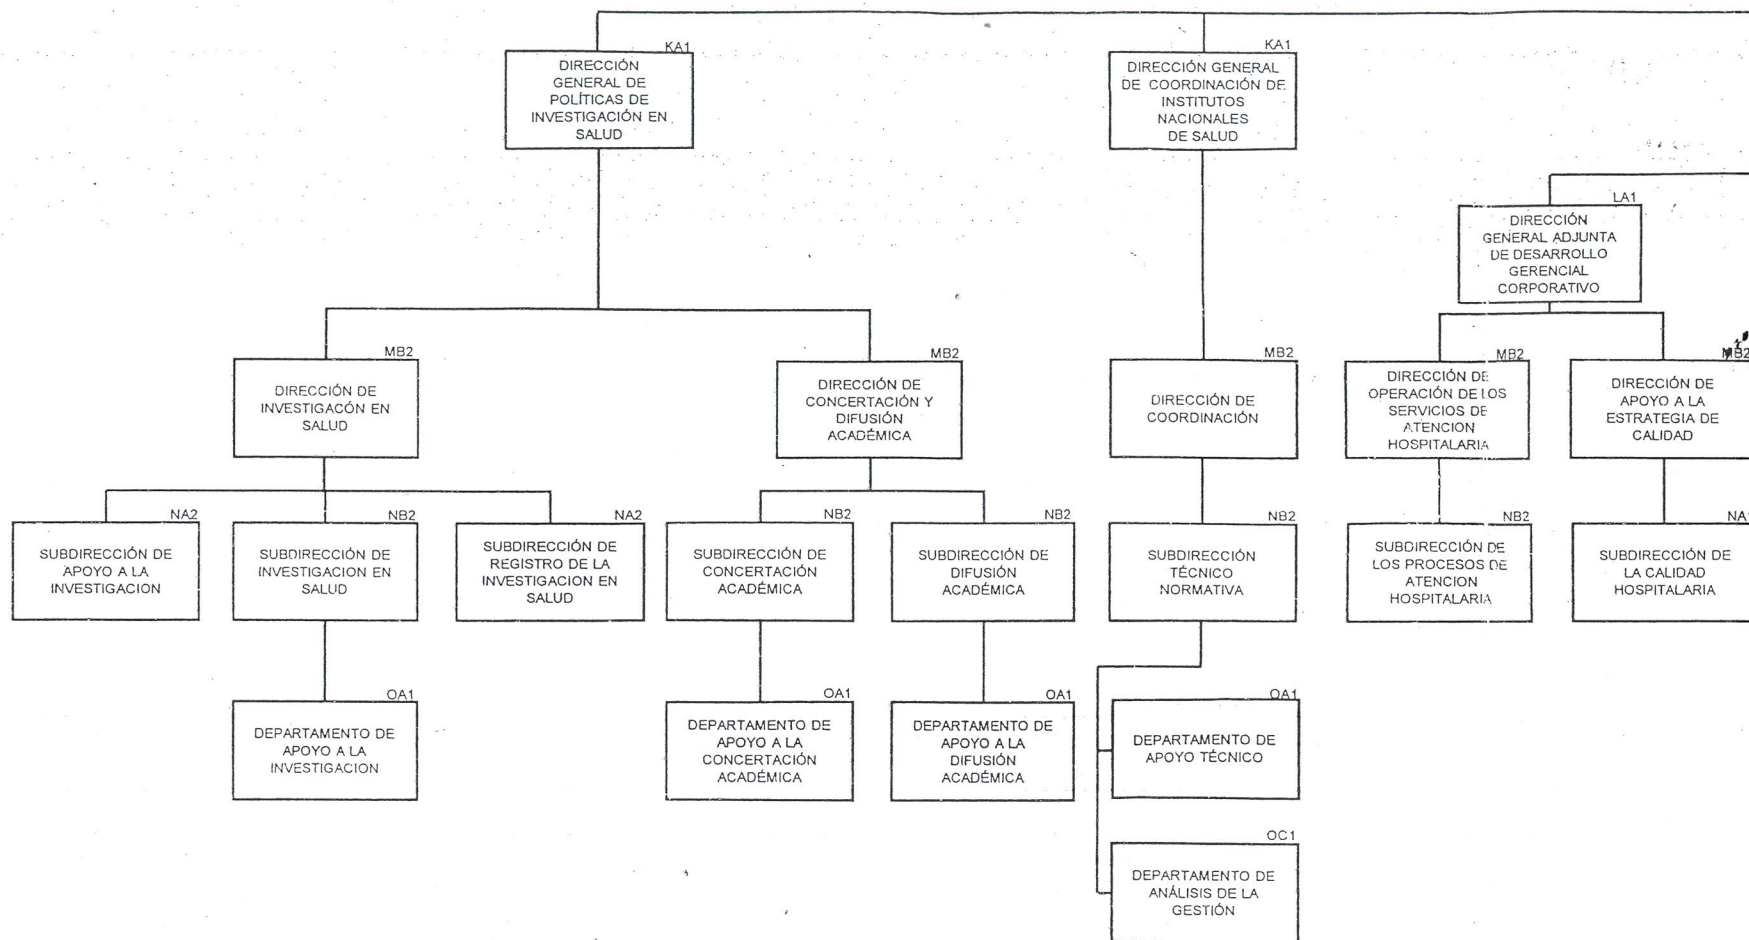 KA1
DIRECCIÓN
GENERAL DE
POLÍTICAS DE
INVESTIGACIÓN EN
SALUD
KA1
DIRECCIÓN GENERAL
DE COORDINACIÓN DE
INSTITUTOS
NACIONALES
DE SALUD
LA1
DIRECCIÓN
GENERAL ADJUNTA
DE DESARROLLO
GERENCIAL
CORPORATIVO
MB2
DIRECCIÓN DE
INVESTIGACÓN EN
SALUD
MB2
DIRECCIÓN DE
CONCERTACIÓN Y
DIFUSIÓN
ACADÉMICA
MB2
DIRECCIÓN DE
COORDINACIÓN
MB2
DIRECCIÓN DE
OPERACIÓN DE LOS
SERVICIOS DE
ATENCION
HOSPITALARIA
MB2
DIRECCIÓN DE
APOYO A LA
ESTRATEGIA DE
CALIDAD
NA2
SUBDIRECCIÓN DE
APOYO A LA
INVESTIGACION
NB2
SUBDIRECCIÓN DE
INVESTIGACION EN
SALUD
NA2
SUBDIRECCIÓN DE
REGISTRO DE LA
INVESTIGACION EN
SALUD
NB2
SUBDIRECCIÓN DE
CONCERTACIÓN
ACADÉMICA
NB2
SUBDIRECCIÓN DE
DIFUSIÓN
ACADÉMICA
NB2
SUBDIRECCIÓN
TÉCNICO
NORMATIVA
NB2
SUBDIRECCIÓN DE
LOS PROCESOS DE
ATENCION
HOSPITALARIA
SUBDIRECCIÓN DE
LA CALIDAD
HOSPITALARIA
OA1
DEPARTAMENTO DE
APOYO A LA
INVESTIGACION
OA1
DEPARTAMENTO DE
APOYO A LA
CONCERTACIÓN
ACADÉMICA
OA1
DEPARTAMENTO DE
APOYO A LA
DIFUSIÓN
ACADÉMICA
OA1
DEPARTAMENTO DE
APOYO TÉCNICO
OC1
DEPARTAMENTO DE
ANÁLISIS DE LA
GESTIÓN